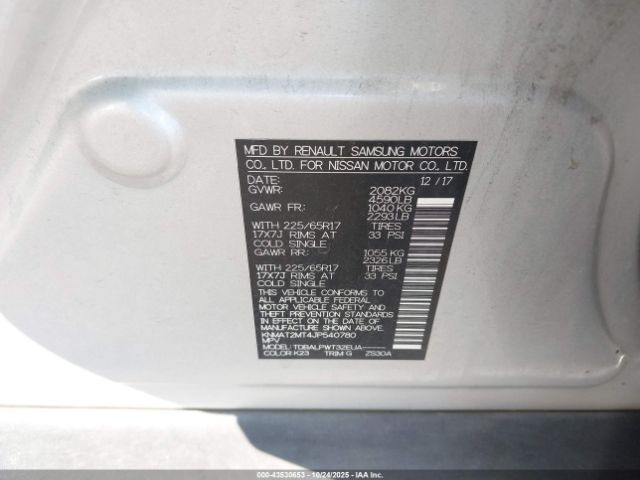 MFD BY RENAULT SAMSUNG MOTORS
CO. LTD. FOR NISSAN MOTOR CO. LTD.
DATE: 12/17
GVWR: 2082KG
4590LB
GAWR FR: 1040KG
2293LB
WITH 225/65R17 TIRES
17X7J RIMS AT 33 PSI
COLD SINGLE
GAWR RR: 1055KG
2326LB
WITH 225/65R17 TIRES
17X7J RIMS AT 33 PSI
COLD SINGLE
THIS VEHICLE CONFORMS TO
ALL APPLICABLE FEDERAL
MOTOR VEHICLE SAFETY AND
THEFT PREVENTION STANDARDS
IN EFFECT ON THE DATE OF
MANUFACTURE SHOWN ABOVE.
KNMAT2MT4JP540780
MPV
MODEL: TDBALPWT32EUA------
COLOR: K23 TRIM G ZS30A
000-43530653 - 10/24/2025 - IAAI.COM